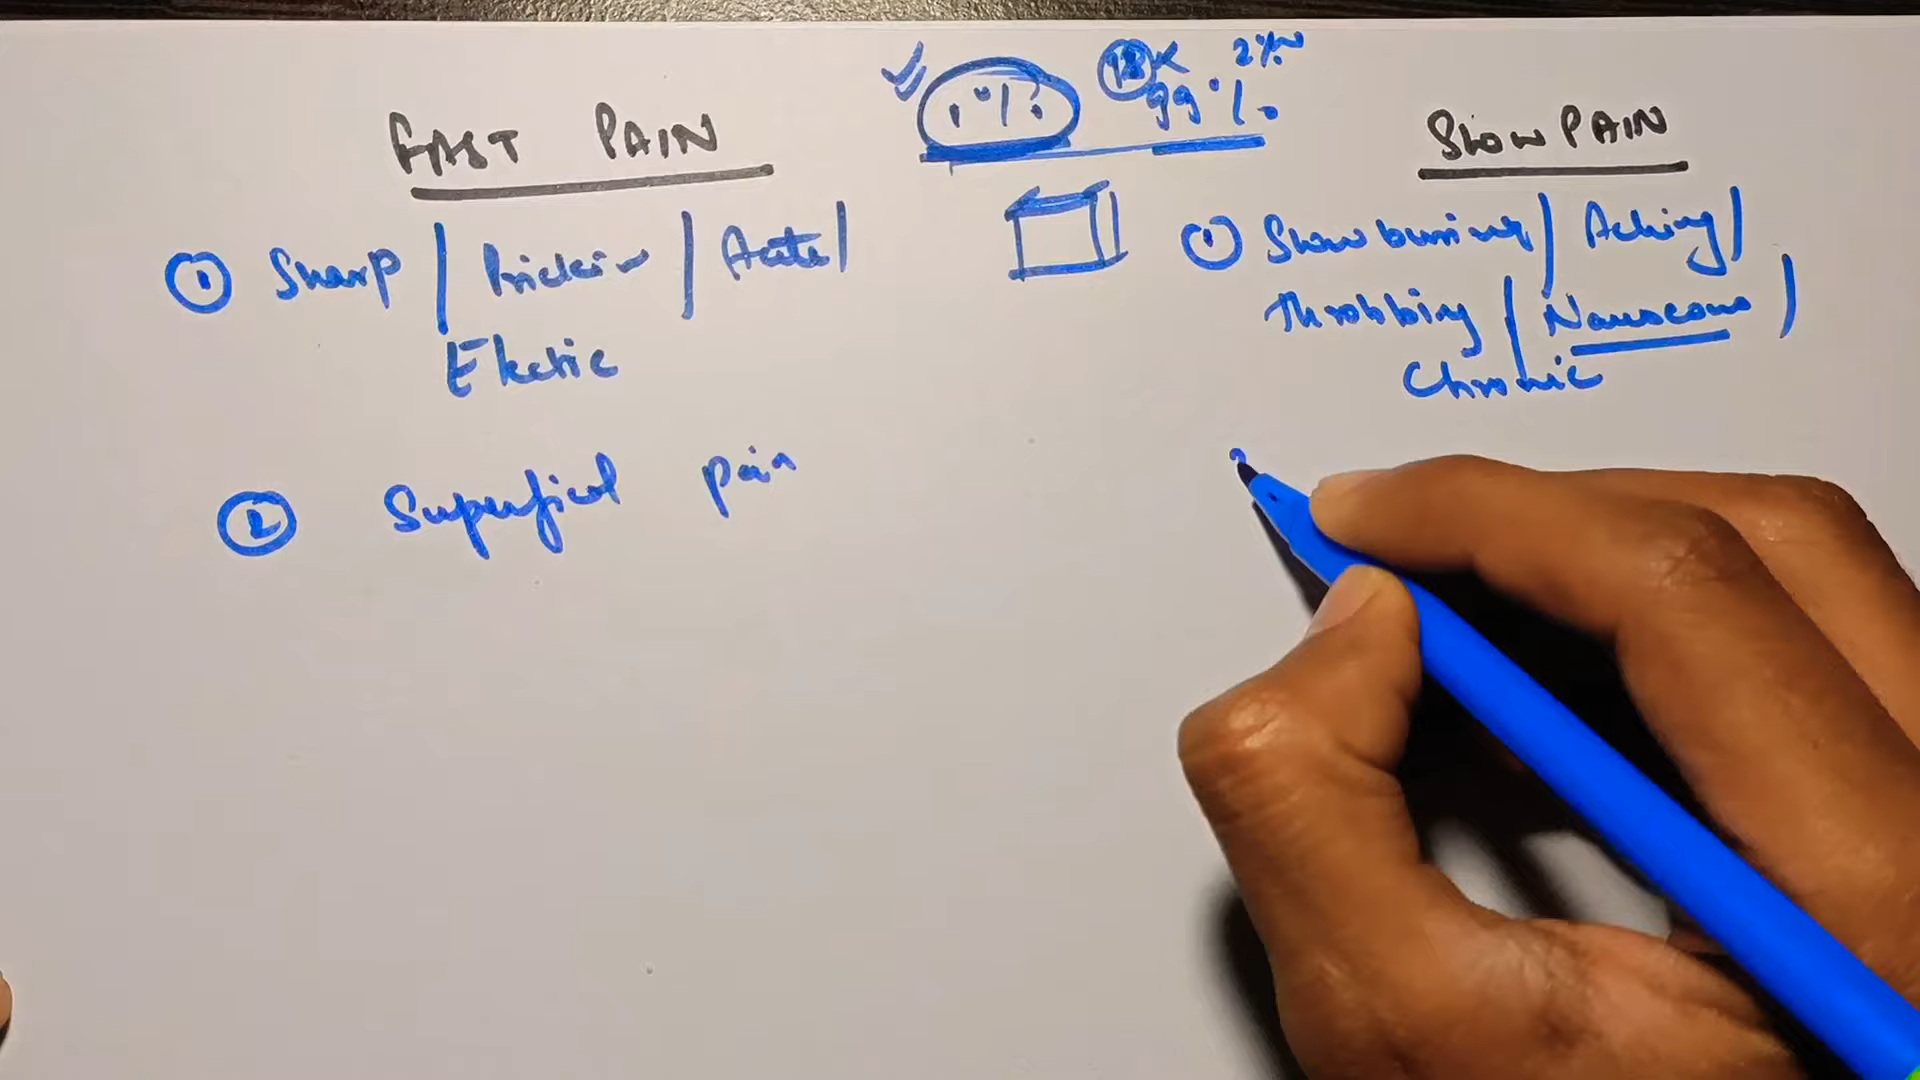 FAST PAIN
① Sharp / Prickin / Acute /
Electric
② Superficial pain
1%
99%
SLOW PAIN
① Slow burning / Aching /
Throbbing / Nauseous /
Chronic